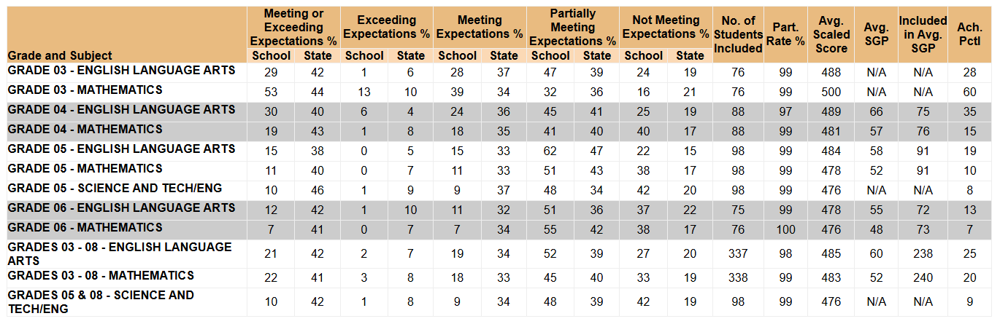 Grade and Subject Meeting or Exceeding Expectations % Exceeding Expectations % Meeting Expectations % Partially Meeting Expectations % Not Meeting Expectations % No. of Students Included Part. Rate % Avg. Scaled Score Avg. SGP Included in Avg. SGP Ach. Pctl
School State School State School State School State School State
GRADE 03 - ENGLISH LANGUAGE ARTS 29 42 1 6 28 37 47 39 24 19 76 99 488 N/A N/A 28
GRADE 03 - MATHEMATICS 53 44 13 10 39 34 32 36 16 21 76 99 500 N/A N/A 60
GRADE 04 - ENGLISH LANGUAGE ARTS 30 40 6 4 24 36 45 41 25 19 88 97 489 66 75 35
GRADE 04 - MATHEMATICS 19 43 1 8 18 35 41 40 40 17 88 99 481 57 76 15
GRADE 05 - ENGLISH LANGUAGE ARTS 15 38 0 5 15 33 62 47 22 15 98 99 484 58 91 19
GRADE 05 - MATHEMATICS 11 40 0 7 11 33 51 43 38 17 98 99 478 52 91 10
GRADE 05 - SCIENCE AND TECH/ENG 10 46 1 9 9 37 48 34 42 20 98 99 476 N/A N/A 8
GRADE 06 - ENGLISH LANGUAGE ARTS 12 42 1 10 11 32 51 36 37 22 75 99 478 55 72 13
GRADE 06 - MATHEMATICS 7 41 0 7 7 34 55 42 38 17 76 100 476 48 73 7
GRADES 03 - 08 - ENGLISH LANGUAGE
ARTS 21 42 2 7 19 34 52 39 27 20 337 98 485 60 238 25
GRADES 03 - 08 - MATHEMATICS 22 41 3 8 18 33 45 40 33 19 338 99 483 52 240 20
GRADES 05 & 08 - SCIENCE AND
TECH/ENG 10 42 1 8 9 34 48 39 42 19 98 99 476 N/A N/A 9